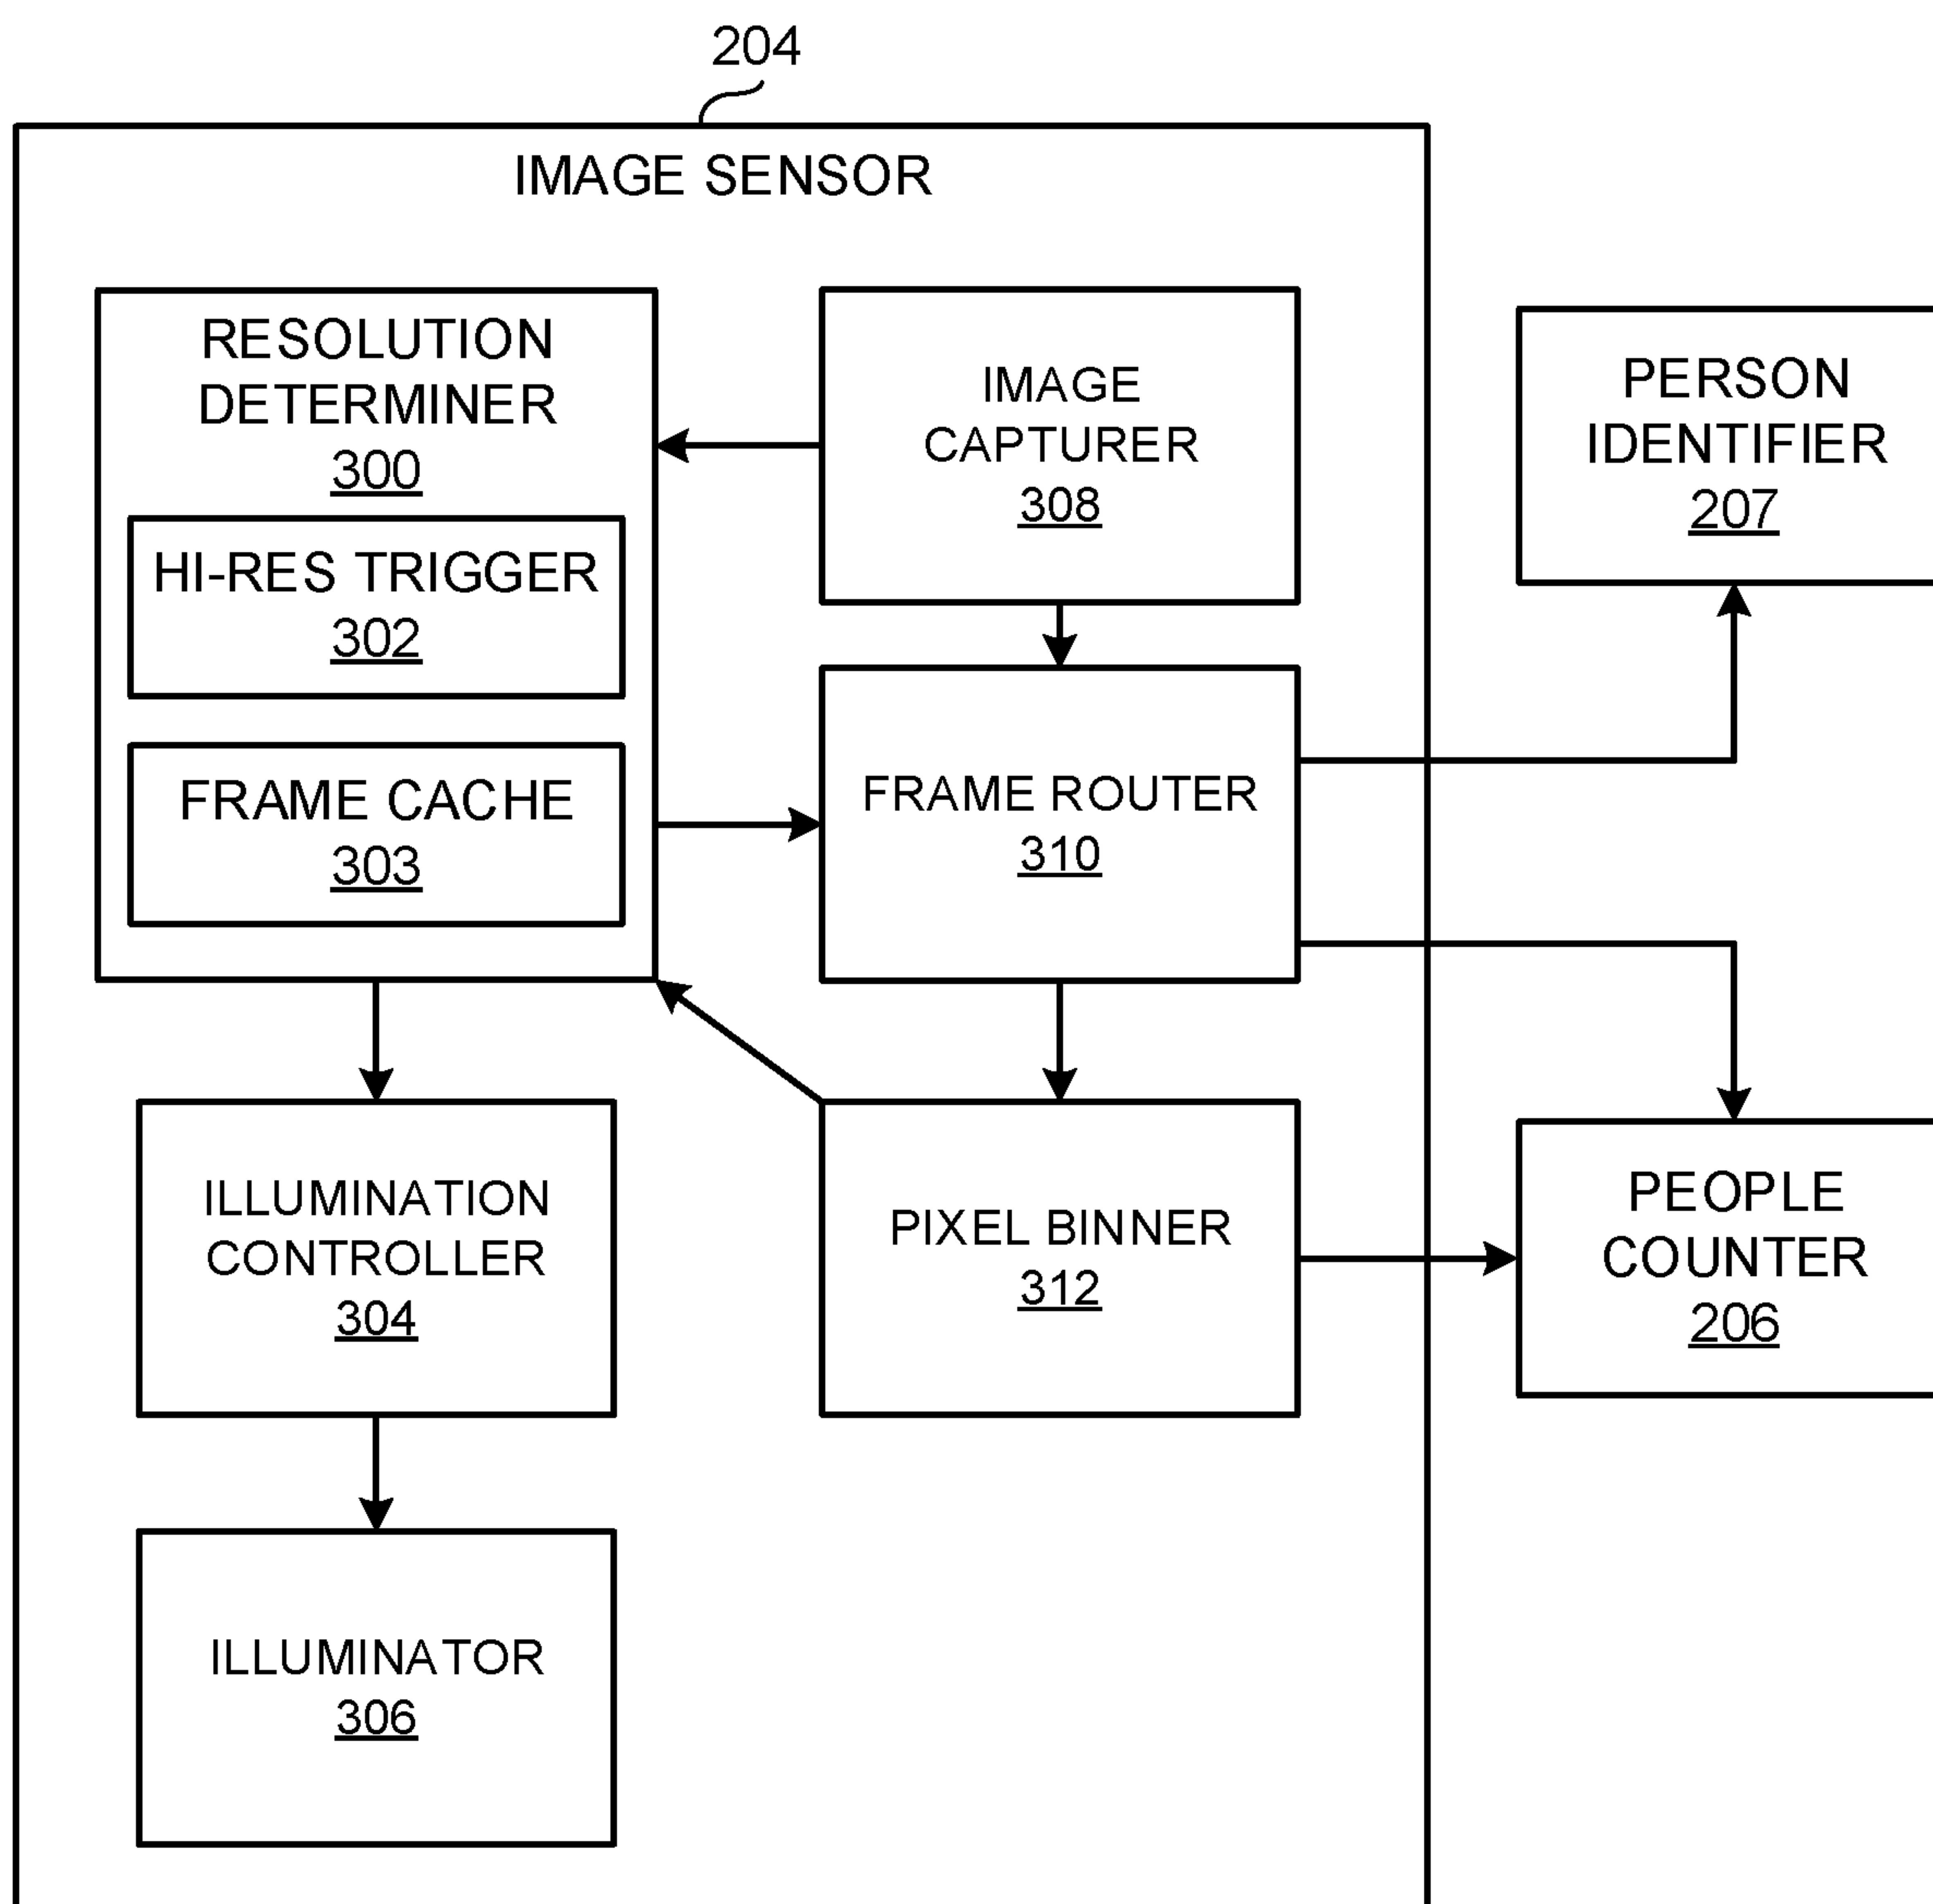 204
IMAGE SENSOR
RESOLUTION
DETERMINER
300
HI-RES TRIGGER
302
FRAME CACHE
303
IMAGE
CAPTURER
308
FRAME ROUTER
310
PERSON
IDENTIFIER
207
ILLUMINATION
CONTROLLER
304
PIXEL BINNER
312
PEOPLE
COUNTER
206
ILLUMINATOR
306